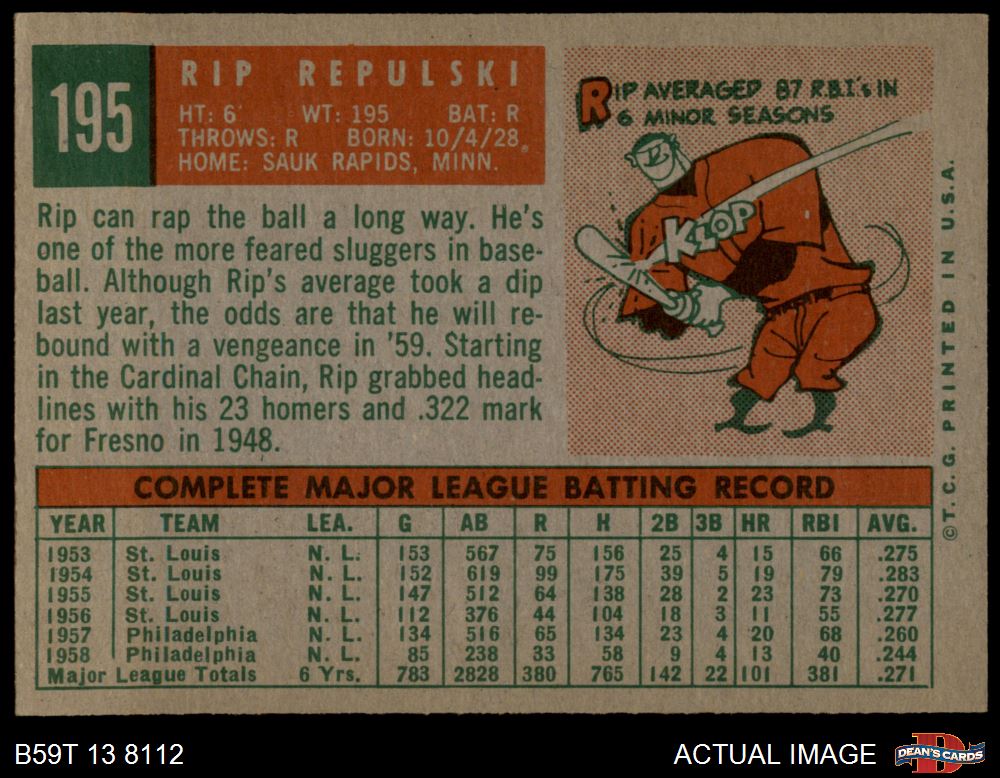 195
RIP REPULSKI
HT: 6' WT: 195 BAT: R
THROWS: R BORN: 10/4/28
HOME: SAUK RAPIDS, MINN.
Rip can rap the ball a long way. He's
one of the more feared sluggers in base-
ball. Although Rip's average took a dip
last year, the odds are that he will re-
bound with a vengeance in '59. Starting
in the Cardinal Chain, Rip grabbed head-
lines with his 23 homers and .322 mark
for Fresno in 1948.
RIP AVERAGED 87 R.B.I.'s IN
6 MINOR SEASONS
KLOP
© T. C. G. PRINTED IN U.S.A.
COMPLETE MAJOR LEAGUE BATTING RECORD
YEAR TEAM LEA. G AB R H 2B 3B HR RBI AVG.
1953 St. Louis N. L. 153 567 75 156 25 4 15 66 .275
1954 St. Louis N. L. 152 619 99 175 39 5 19 79 .283
1955 St. Louis N. L. 147 512 64 138 28 2 23 73 .270
1956 St. Louis N. L. 112 376 44 104 18 3 11 55 .277
1957 Philadelphia N. L. 134 516 65 134 23 4 20 68 .260
1958 Philadelphia N. L. 85 238 33 58 9 4 13 40 .244
Major League Totals 6 Yrs. 783 2828 380 765 142 22 101 381 .271
B59T 13 8112
ACTUAL IMAGE
D
DEAN'S CARDS